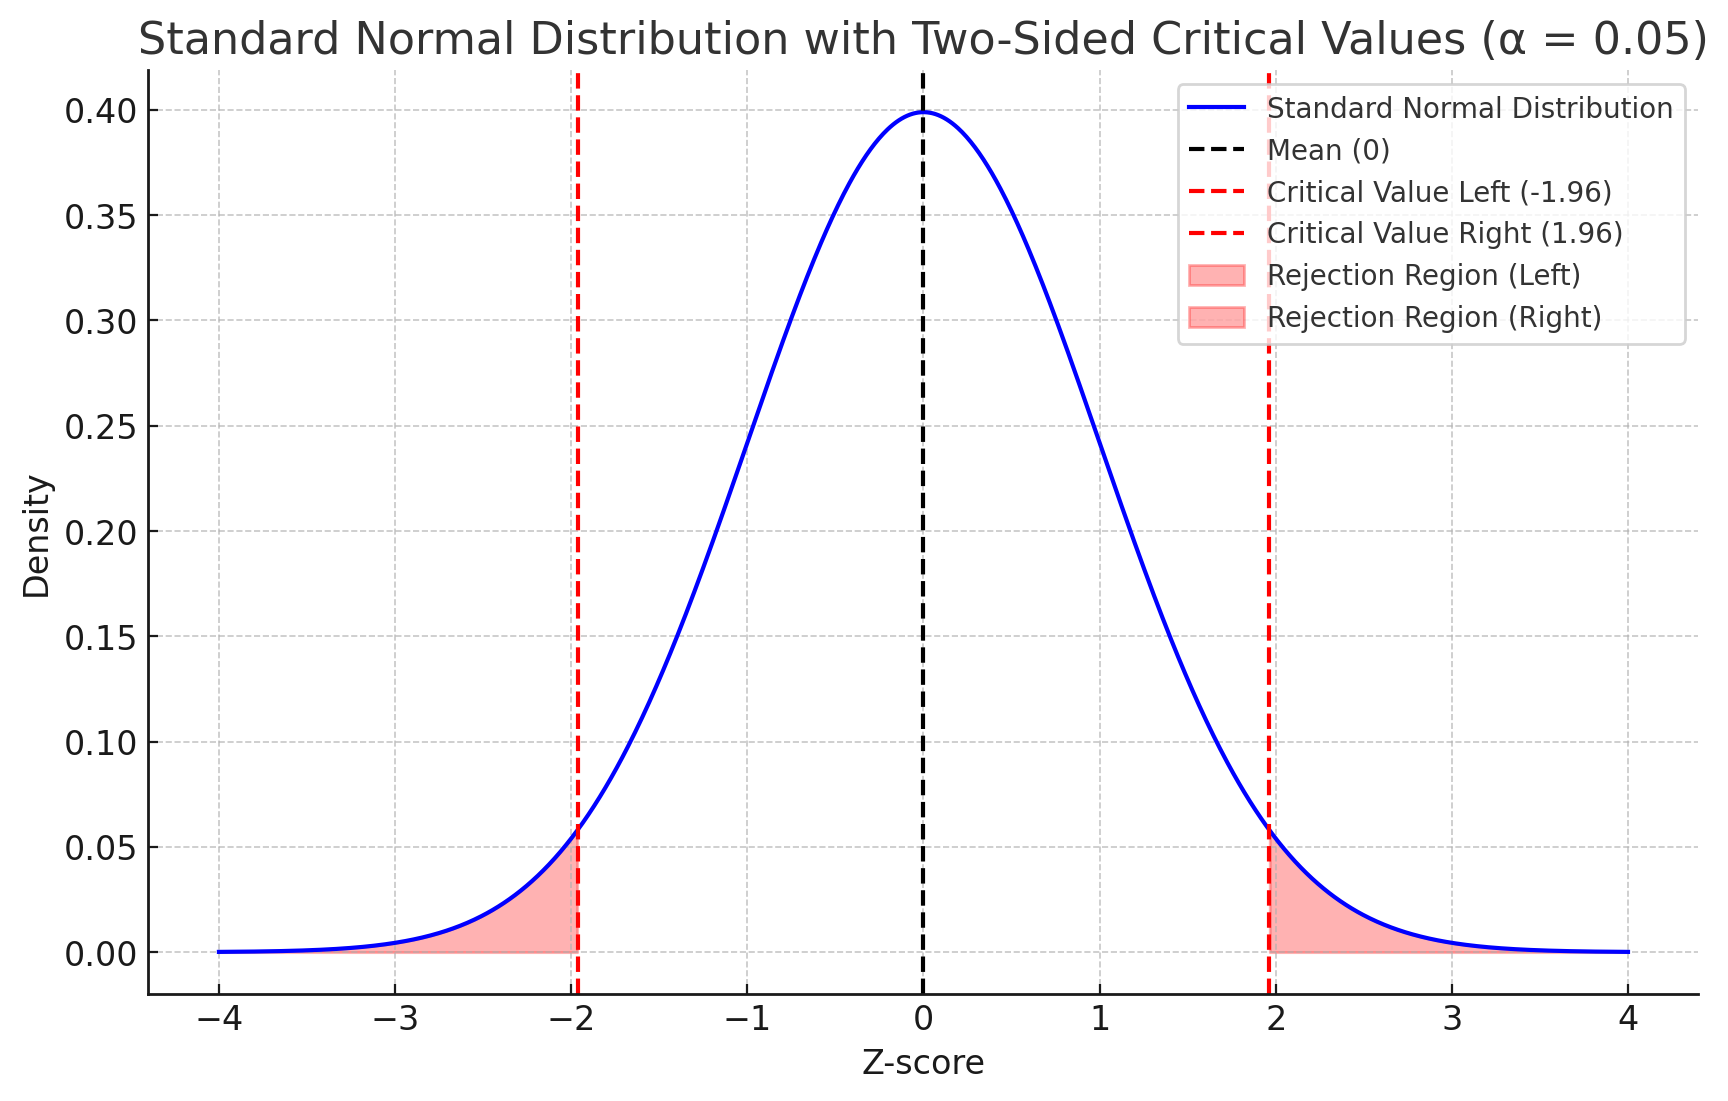 Standard Normal Distribution with Two-Sided Critical Values (α = 0.05)
Standard Normal Distribution
Mean (0)
Critical Value Left (-1.96)
Critical Value Right (1.96)
Rejection Region (Left)
Rejection Region (Right)
0.40
0.35
0.30
0.25
0.20
0.15
0.10
0.05
0.00
Density
−4 −3 −2 −1 0 1 2 3 4
Z-score